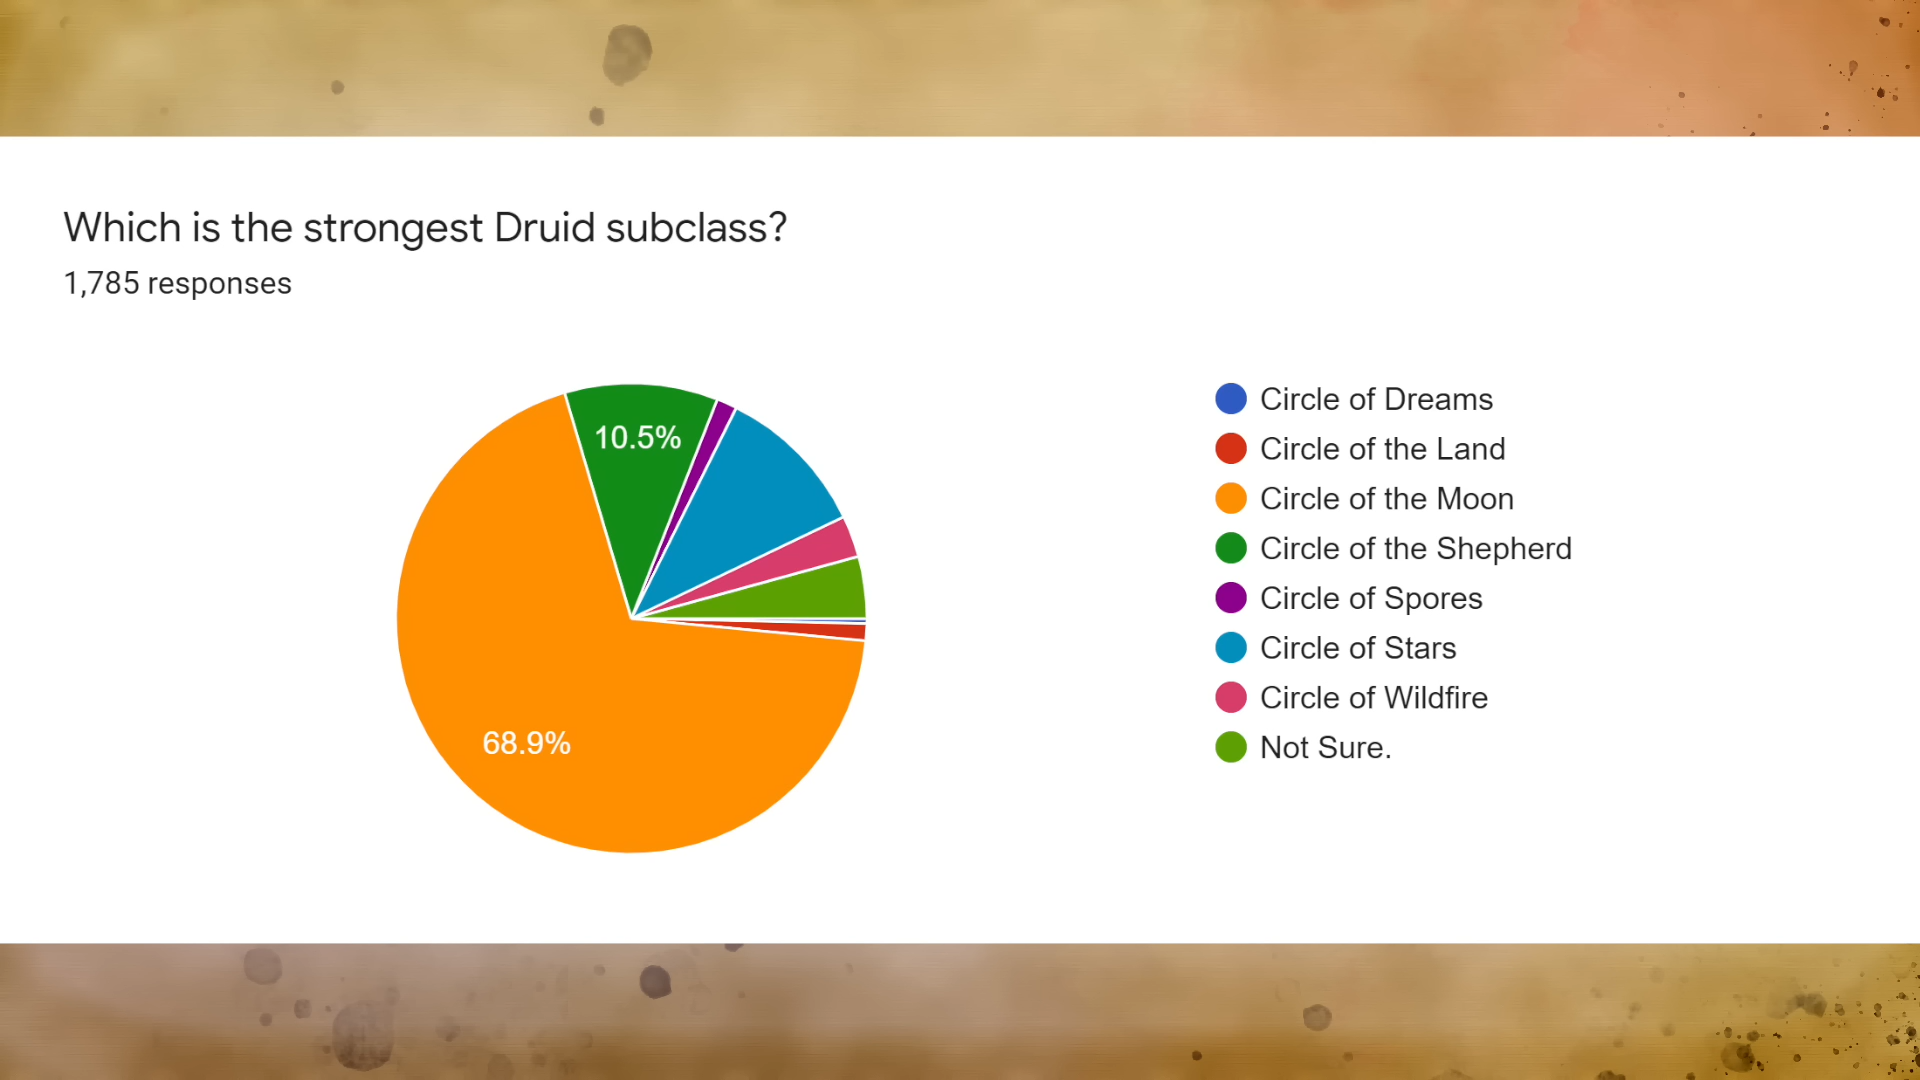 Which is the strongest Druid subclass?
1,785 responses
10.5%
68.9%
Circle of Dreams
Circle of the Land
Circle of the Moon
Circle of the Shepherd
Circle of Spores
Circle of Stars
Circle of Wildfire
Not Sure.